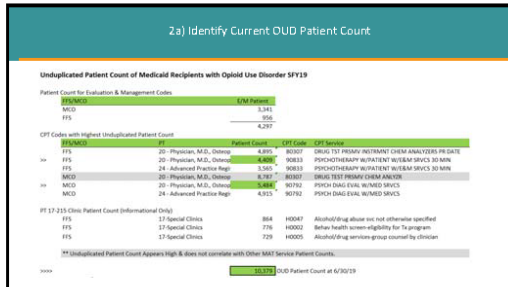 2a) Identify Current OUD Patient Count
Unduplicated Patient Count of Medicaid Recipients with Opioid Use Disorder SFY19
Patient Count for Evaluation & Management Codes
FFS/MCO E/M Patient
MCO 3,341
FFS 956
4,297
CPT Codes with Highest Unduplicated Patient Count
FFS/MCO PT Patient Count CPT Code CPT Service
FFS 20 - Physician, M.D., Osteop 4,895 80307 DRUG TST PRSMV INSTRMNT CHEM ANALYZERS PR DATE
>> FFS 20 - Physician, M.D., Osteop 4,409 90833 PSYCHOTHERAPY W/PATIENT W/E&M SRVCS 30 MIN
FFS 24 - Advanced Practice Regi 3,565 90833 PSYCHOTHERAPY W/PATIENT W/E&M SRVCS 30 MIN
MCO 20 - Physician, M.D., Osteop 8,787 80307 DRUG TEST PRSMV CHEM ANLYZR
>> MCO 20 - Physician, M.D., Osteop 5,484 90792 PSYCH DIAG EVAL W/MED SRVCS
MCO 24 - Advanced Practice Regi 4,915 90792 PSYCH DIAG EVAL W/MED SRVCS
PT 17-215 Clinic Patient Count (Informational Only)
FFS 17-Special Clinics 864 H0047 Alcohol/drug abuse svc not otherwise specified
FFS 17-Special Clinics 776 H0002 Behav health screen-eligibility for Tx program
FFS 17-Special Clinics 729 H0005 Alcohol/drug services-group counsel by clinician
** Unduplicated Patient Count Appears High & does not correlate with Other MAT Service Patient Counts.
>>>> 10,379 OUD Patient Count at 6/30/19